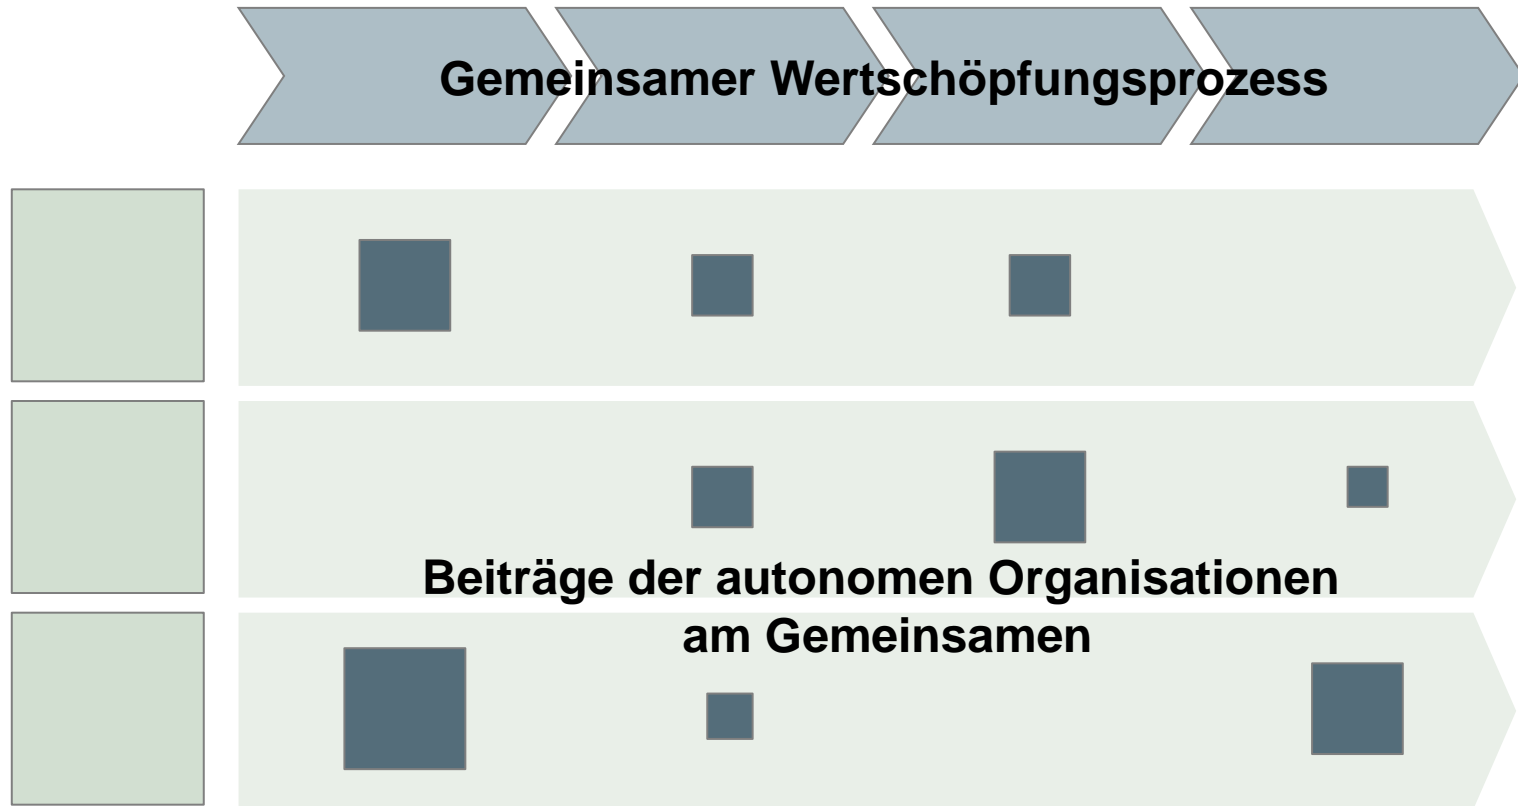 Gemeinsamer Wertschöpfungsprozess
Beiträge der autonomen Organisationen
am Gemeinsamen